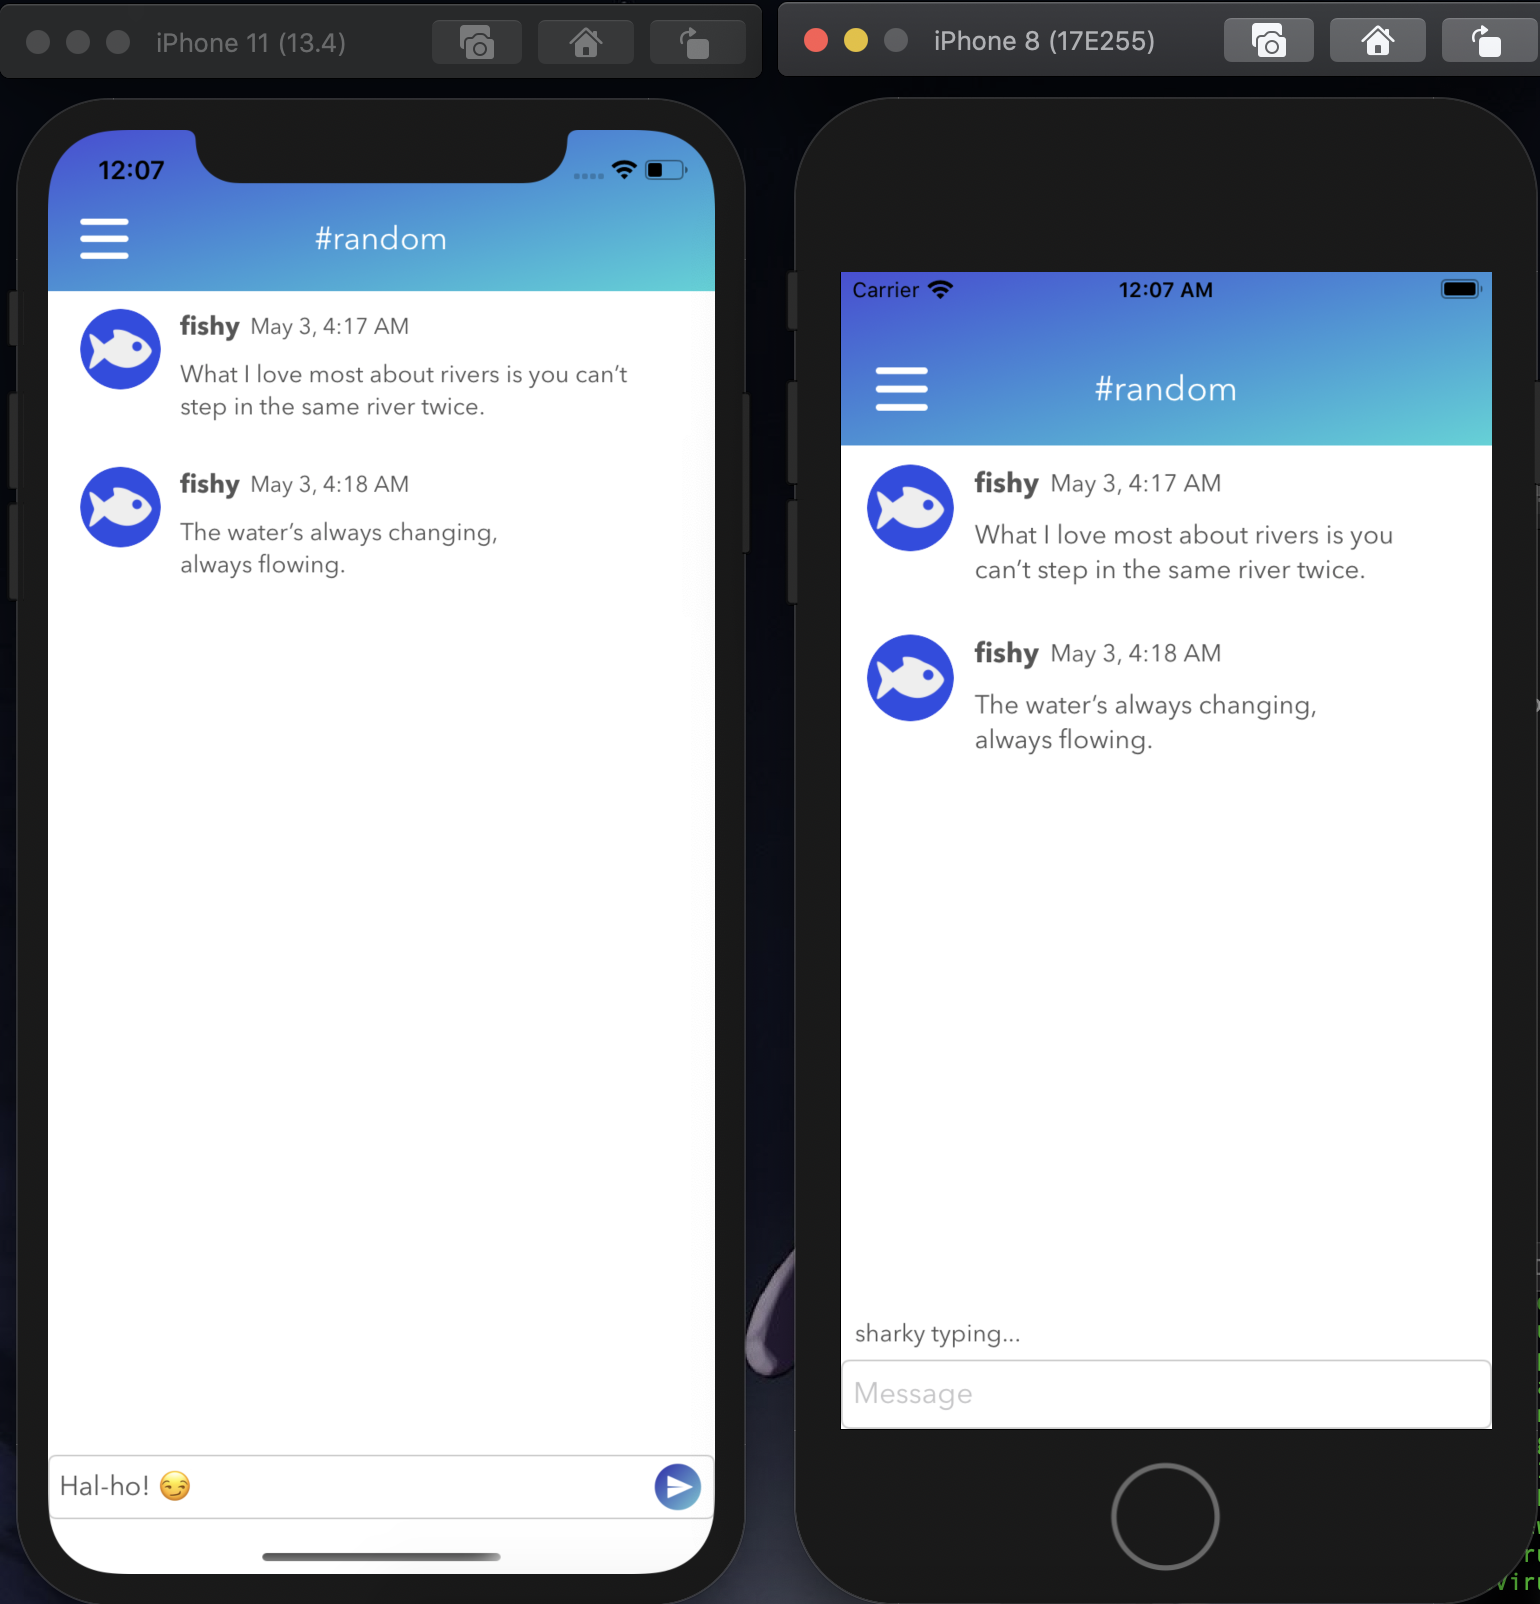 iPhone 11 (13.4)
12:07
#random
fishy May 3, 4:17 AM
What I love most about rivers is you can’t
step in the same river twice.
fishy May 3, 4:18 AM
The water’s always changing,
always flowing.
Hal-ho! 😏
iPhone 8 (17E255)
Carrier 12:07 AM
#random
fishy May 3, 4:17 AM
What I love most about rivers is you
can’t step in the same river twice.
fishy May 3, 4:18 AM
The water’s always changing,
always flowing.
sharky typing...
Message